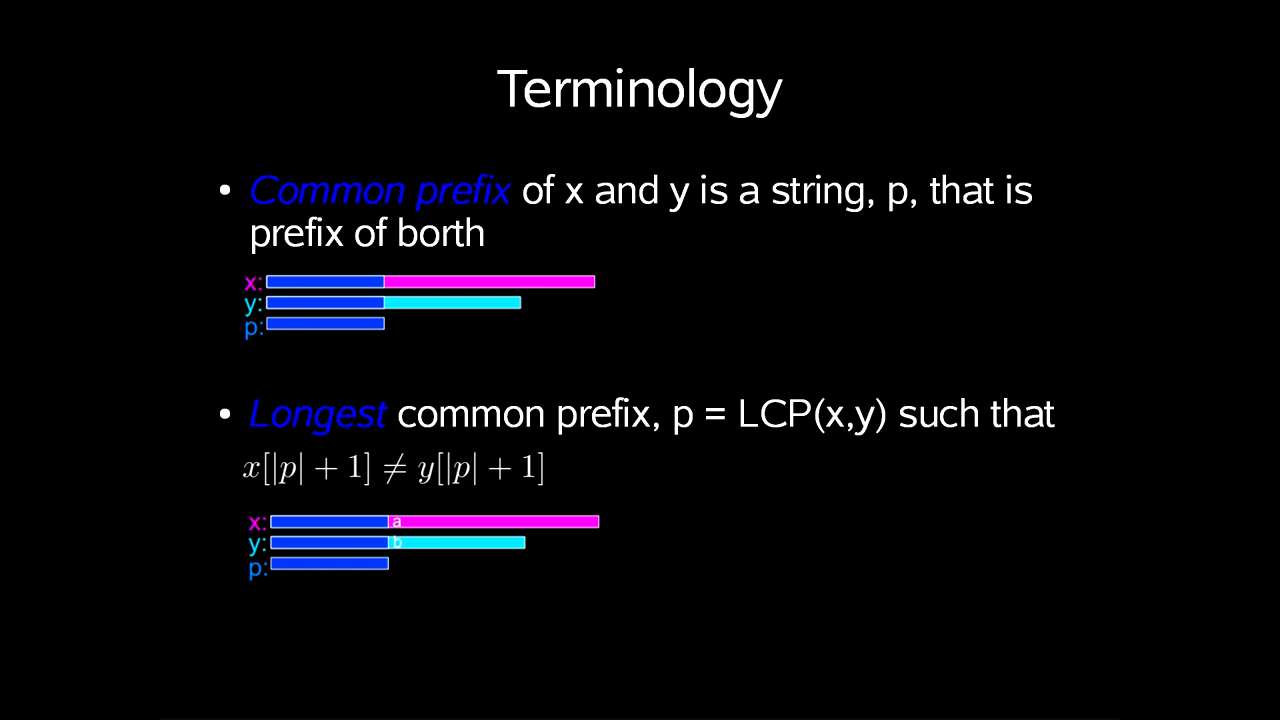 Terminology
• Common prefix of x and y is a string, p, that is
prefix of borth
x:
y:
p:
• Longest common prefix, p = LCP(x,y) such that
x[|p| + 1] ≠ y[|p| + 1]
x: a
y: b
p: